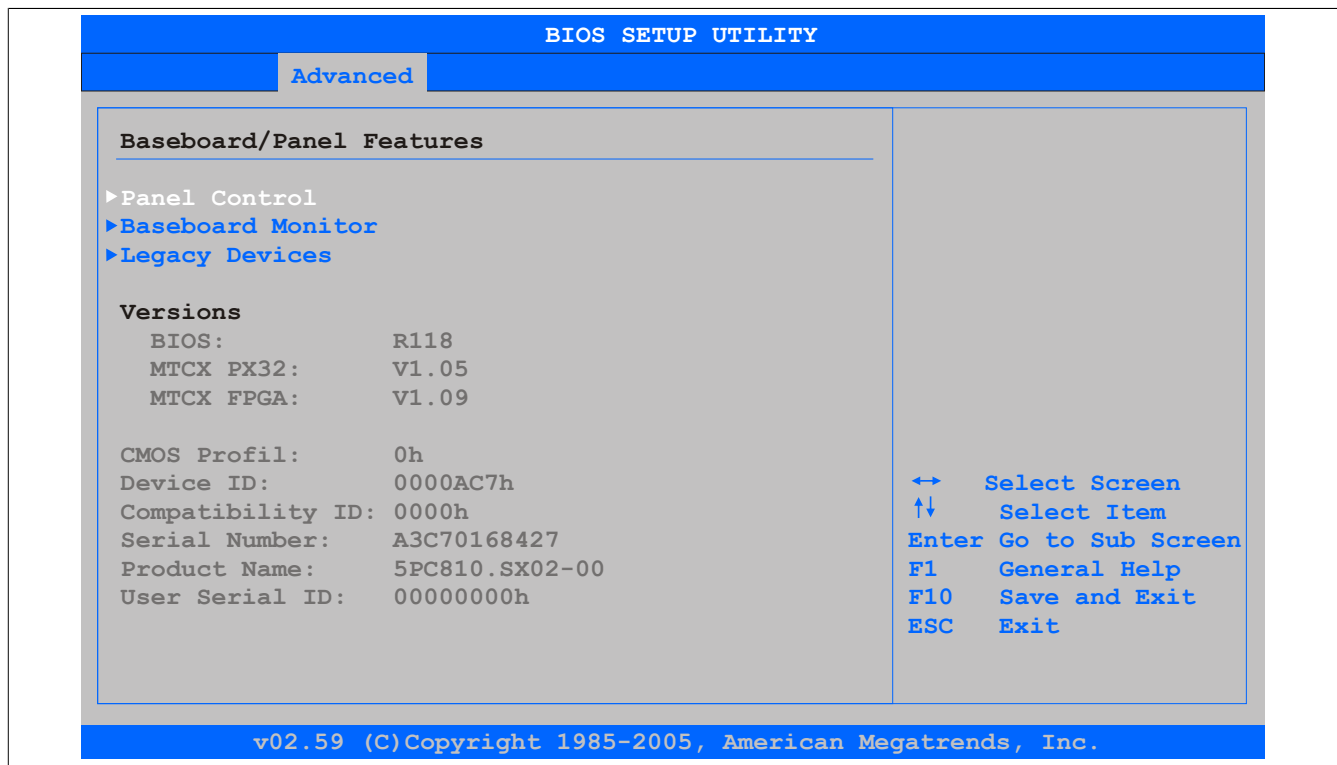 BIOS SETUP UTILITY
Advanced
Baseboard/Panel Features
▶Panel Control
▶Baseboard Monitor
▶Legacy Devices
Versions
BIOS: R118
MTCX PX32: V1.05
MTCX FPGA: V1.09
CMOS Profil: 0h
Device ID: 0000AC7h
Compatibility ID: 0000h
Serial Number: A3C70168427
Product Name: 5PC810.SX02-00
User Serial ID: 00000000h
↔ Select Screen
↑↓ Select Item
Enter Go to Sub Screen
F1 General Help
F10 Save and Exit
ESC Exit
v02.59 (C)Copyright 1985-2005, American Megatrends, Inc.